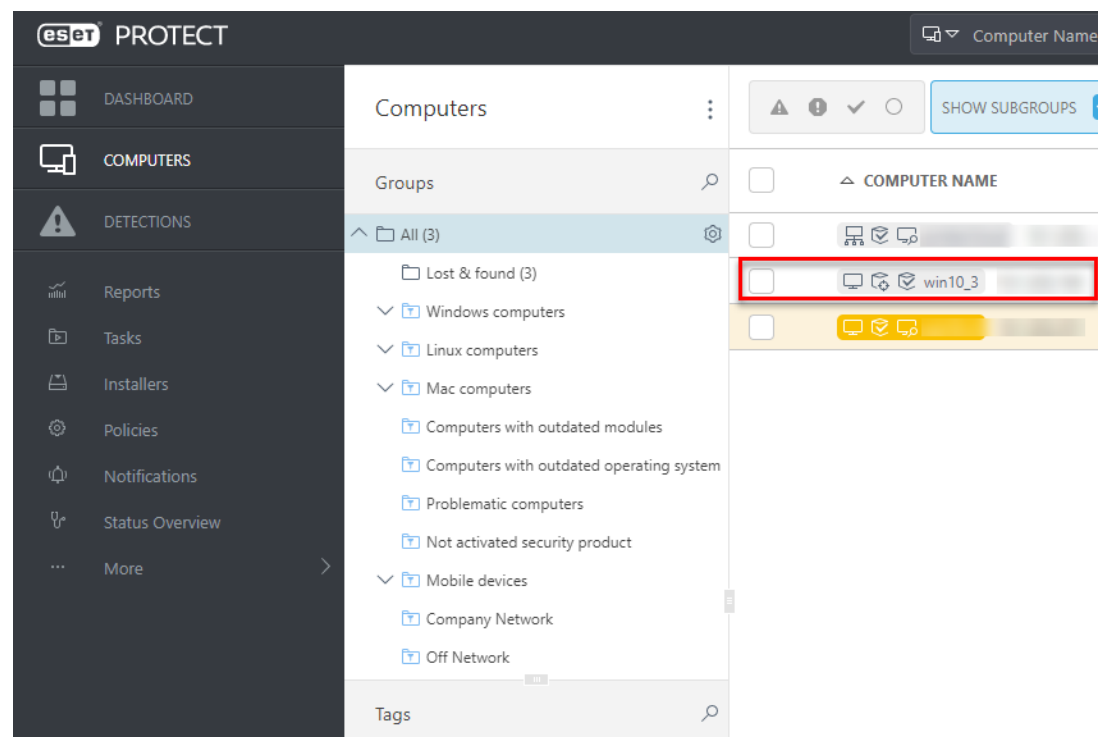 eset PROTECT
Computer Name
DASHBOARD
COMPUTERS
DETECTIONS
Reports
Tasks
Installers
Policies
Notifications
Status Overview
More
Computers
Groups
All (3)
Lost & found (3)
Windows computers
Linux computers
Mac computers
Computers with outdated modules
Computers with outdated operating system
Problematic computers
Not activated security product
Mobile devices
Company Network
Off Network
Tags
SHOW SUBGROUPS
COMPUTER NAME
win10_3